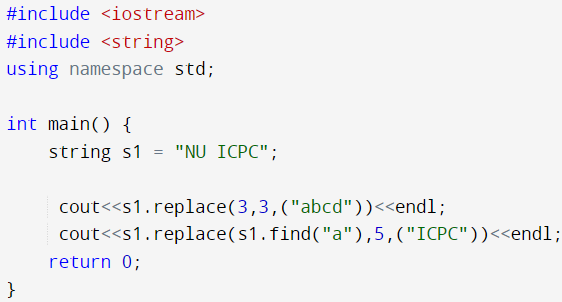 #include <iostream>
#include <string>
using namespace std;
int main() {
string s1 = "NU ICPC";
cout<<s1.replace(3,3,("abcd"))<<endl;
cout<<s1.replace(s1.find("a"),5,("ICPC"))<<endl;
return 0;
}